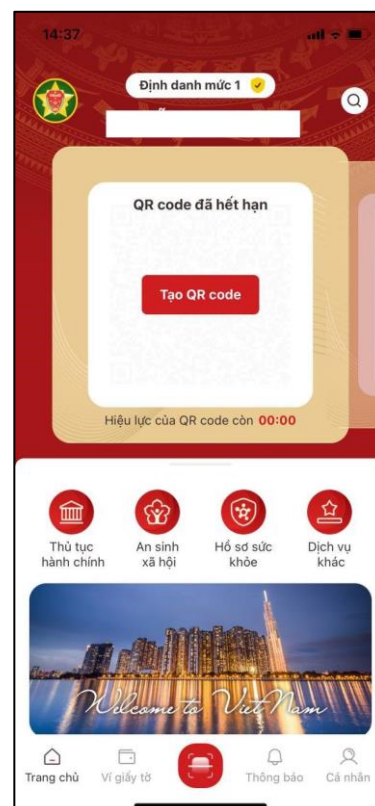 14:37
Định danh mức 1
QR code đã hết hạn
Tạo QR code
Hiệu lực của QR code còn 00:00
Thủ tục
hành chính
An sinh
xã hội
Hồ sơ sức
khỏe
Dịch vụ
khác
Welcome to Viet Nam
Trang chủ
Ví giấy tờ
Thông báo
Cá nhân